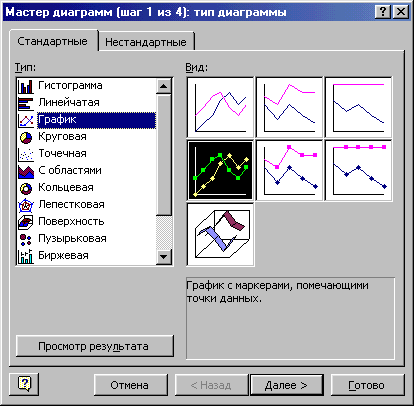 Мастер диаграмм (шаг 1 из 4): тип диаграммы
Стандартные Нестандартные
Тип:
Гистограмма
Линейчатая
График
Круговая
Точечная
С областями
Кольцевая
Лепестковая
Поверхность
Пузырьковая
Биржевая
Вид:
График с маркерами, помечающими
точки данных.
Просмотр результата
Отмена < Назад Далее > Готово